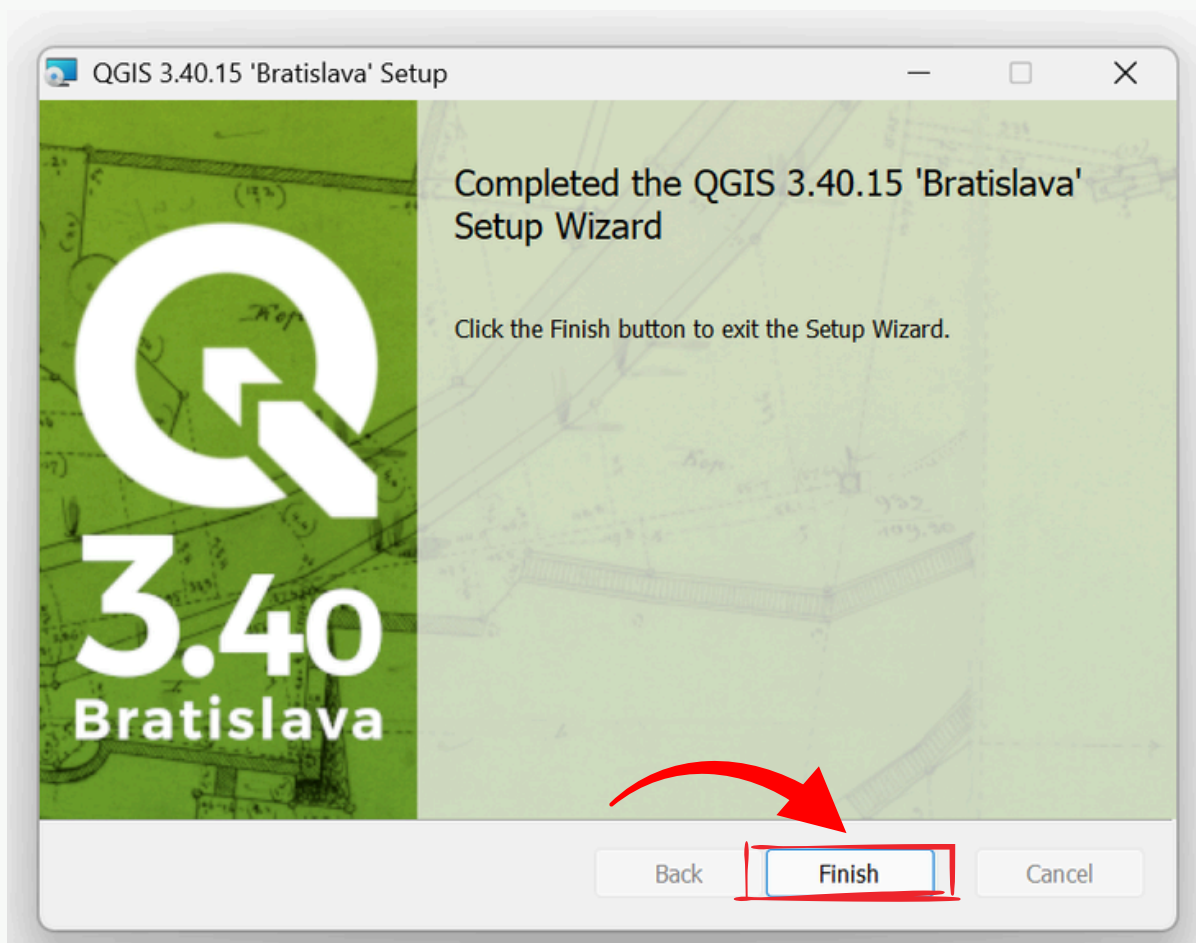 QGIS 3.40.15 'Bratislava' Setup
Completed the QGIS 3.40.15 'Bratislava'
Setup Wizard
Click the Finish button to exit the Setup Wizard.
3.40
Bratislava
Back
Finish
Cancel